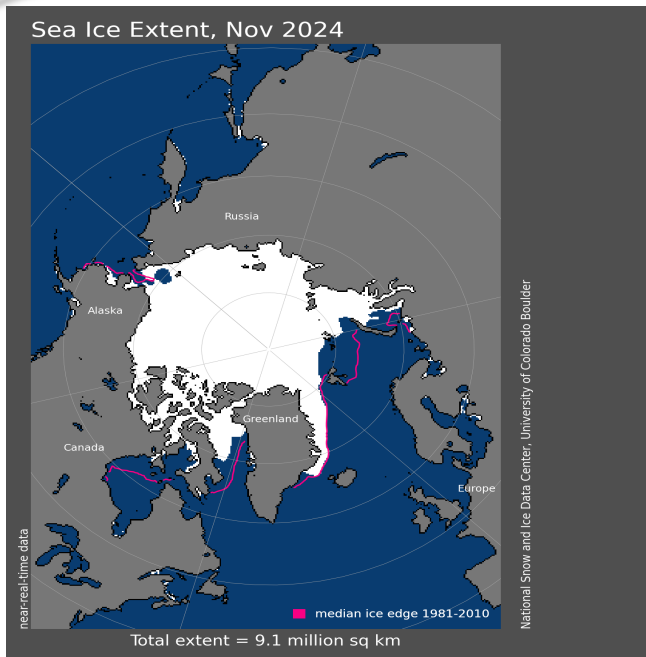 Sea Ice Extent, Nov 2024
Russia
Alaska
Greenland
Canada
Europe
near-real-time data
National Snow and Ice Data Center, University of Colorado Boulder
median ice edge 1981-2010
Total extent = 9.1 million sq km